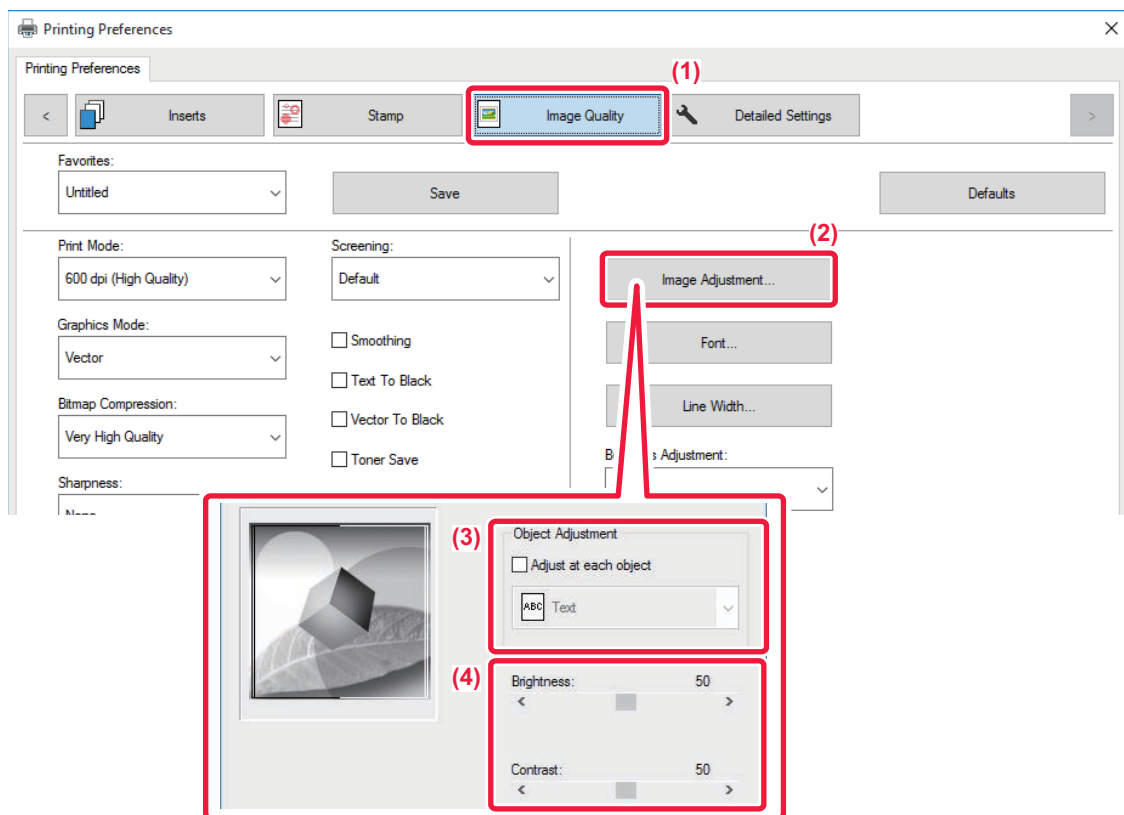 Printing Preferences
Printing Preferences
(1)
< Inserts Stamp Image Quality Detailed Settings >
Favorites:
Untitled Save Defaults
(2)
Print Mode: Screening:
600 dpi (High Quality) Default Image Adjustment...
Graphics Mode:
Vector Smoothing Font...
Text To Black
Bitmap Compression: Line Width...
Very High Quality Vector To Black
Toner Save Adjustment:
Sharpness:
(3) Object Adjustment
Adjust at each object
ABC Text
(4) Brightness: 50
< >
Contrast: 50
< >